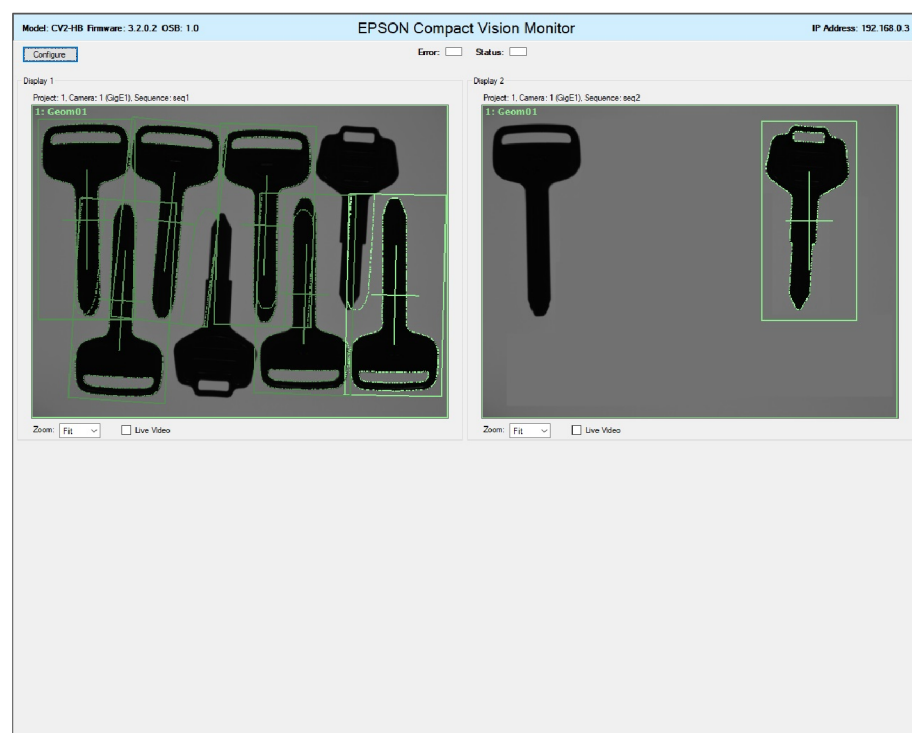 Model: CV2-HB Firmware: 3.2.0.2 OSB: 1.0
EPSON Compact Vision Monitor
IP Address: 192.168.0.3
Configure
Error:
Status:
Display 1
Project: 1, Camera: 1 (GigE1), Sequence: seq1
1: Geom01
Zoom: Fit
Live Video
Display 2
Project: 1, Camera: 1 (GigE1), Sequence: seq2
1: Geom01
Zoom: Fit
Live Video